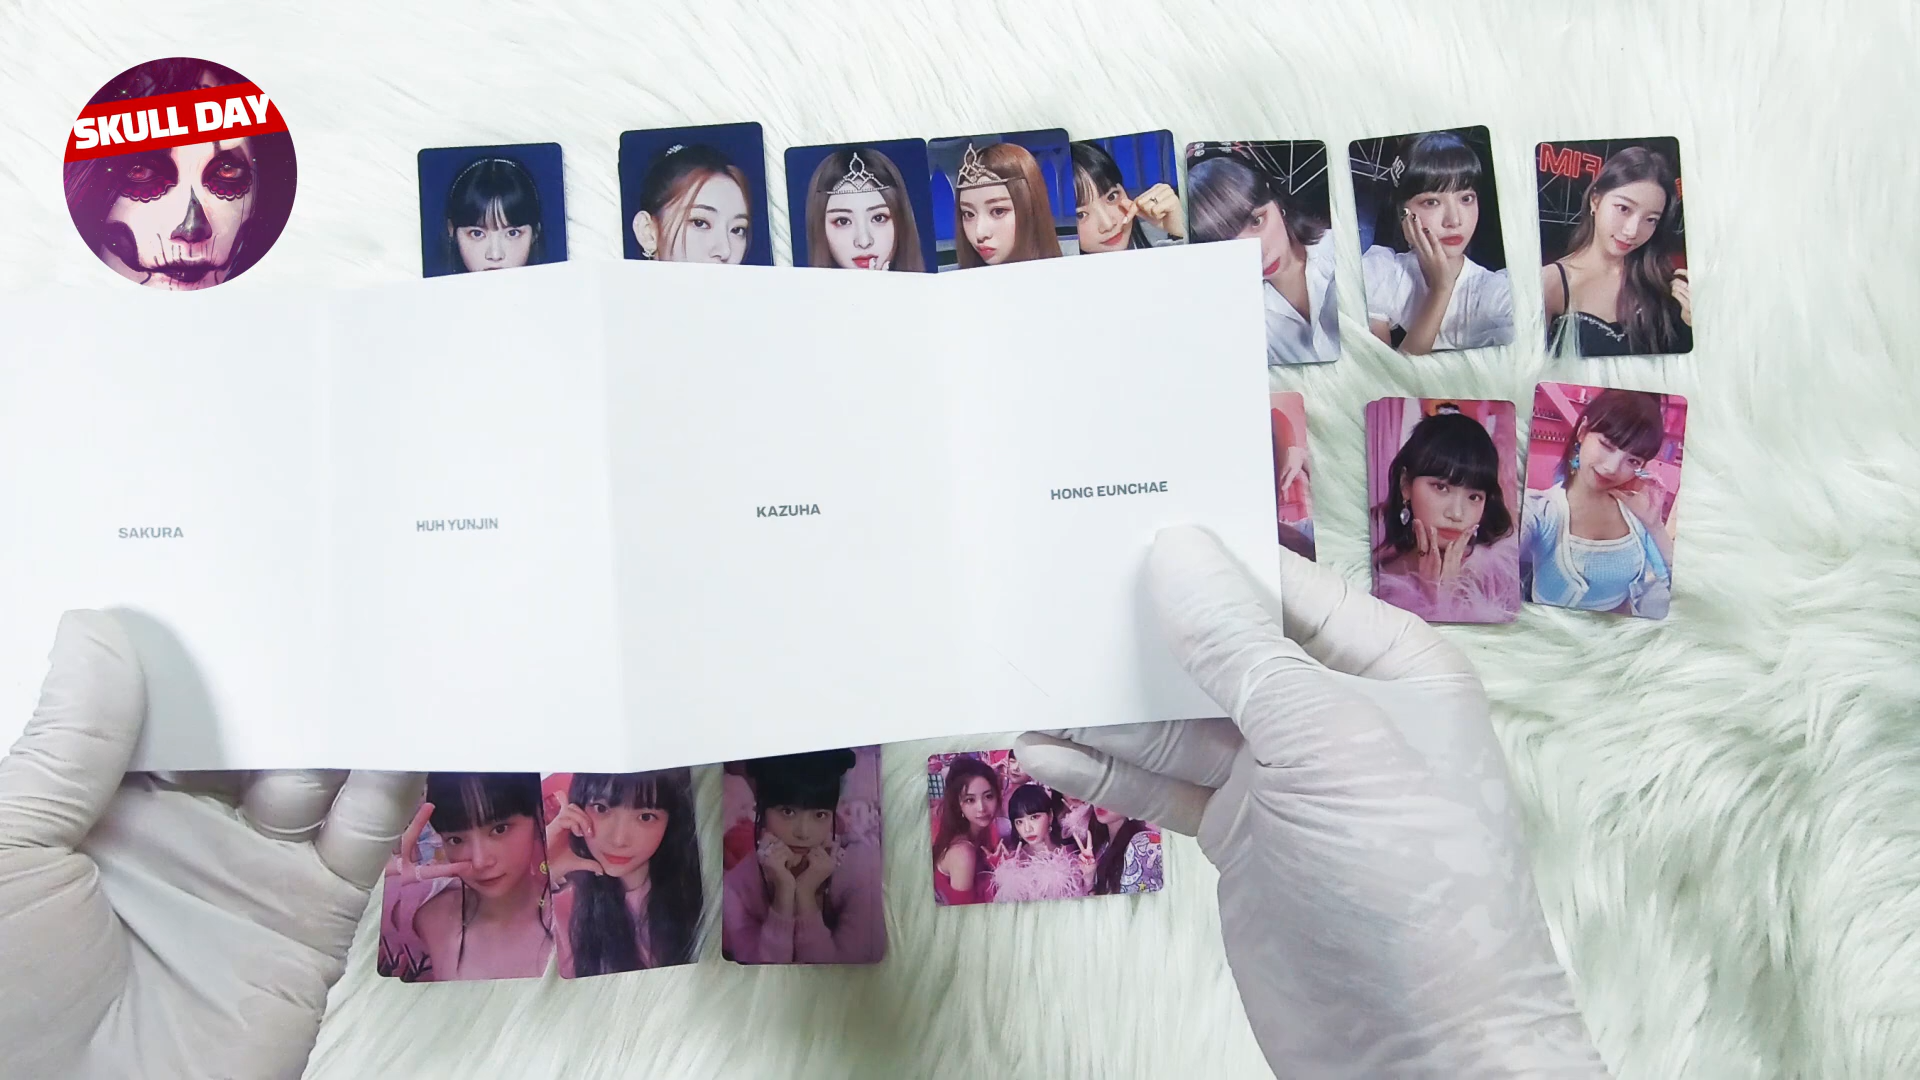 SKULL DAY
SAKURA
HUH YUNJIN
KAZUHA
HONG EUNCHAE